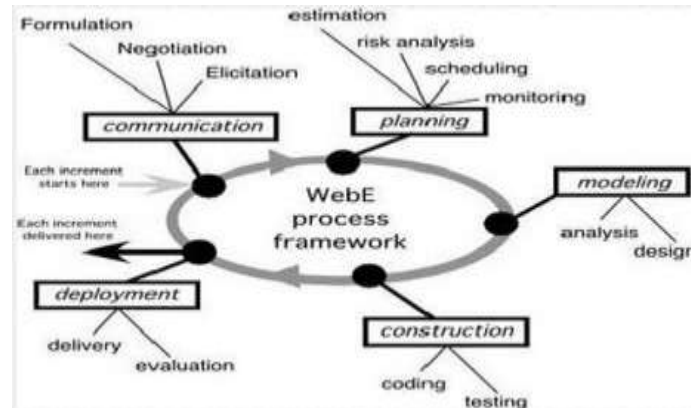 Formulation
Negotiation
Elicitation
communication
estimation
risk analysis
scheduling
monitoring
planning
Each increment
starts here
WebE
process
framework
modeling
analysis
design
Each increment
delivered here
deployment
delivery
evaluation
construction
coding
testing